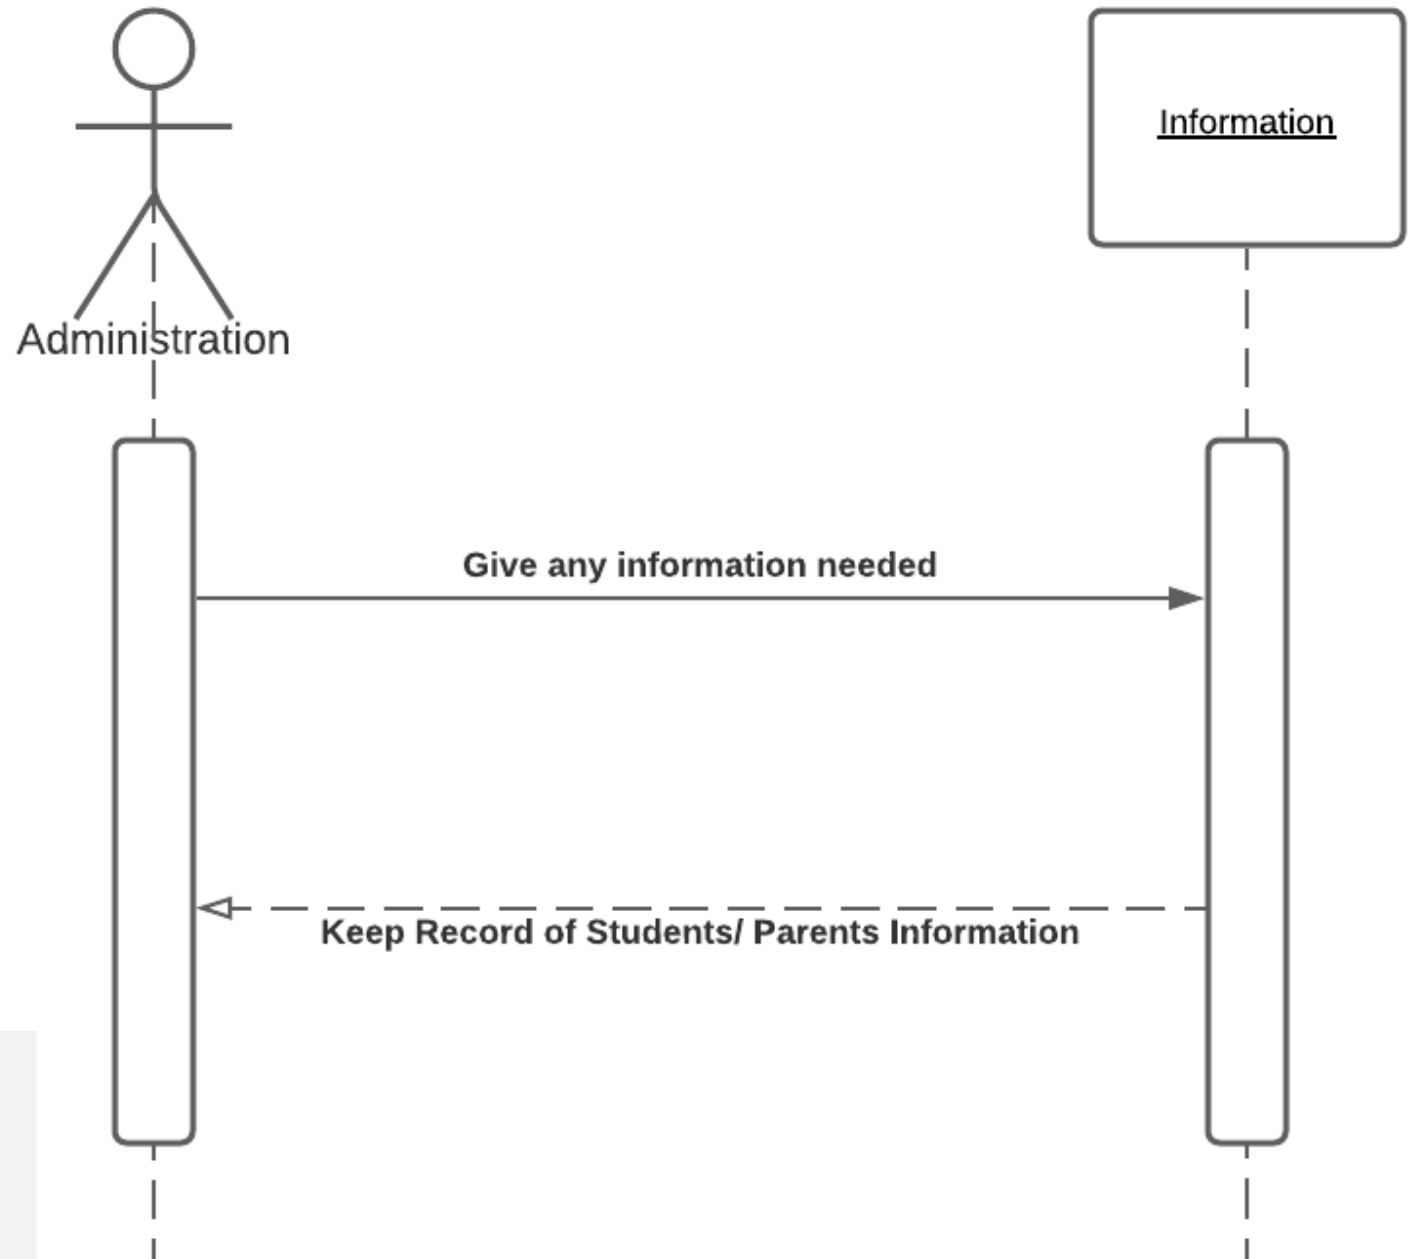 Information
Administration
Give any information needed
Keep Record of Students/ Parents Information